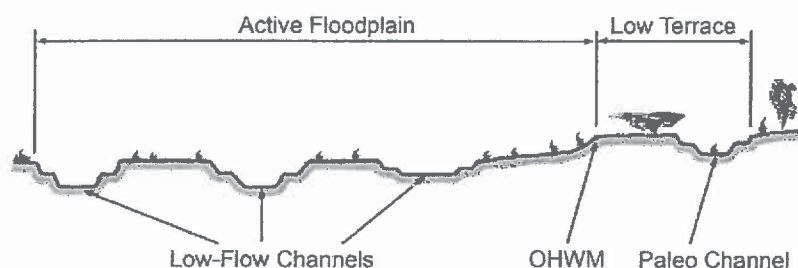 Active Floodplain Low Terrace
Low-Flow Channels OHWM Paleo Channel